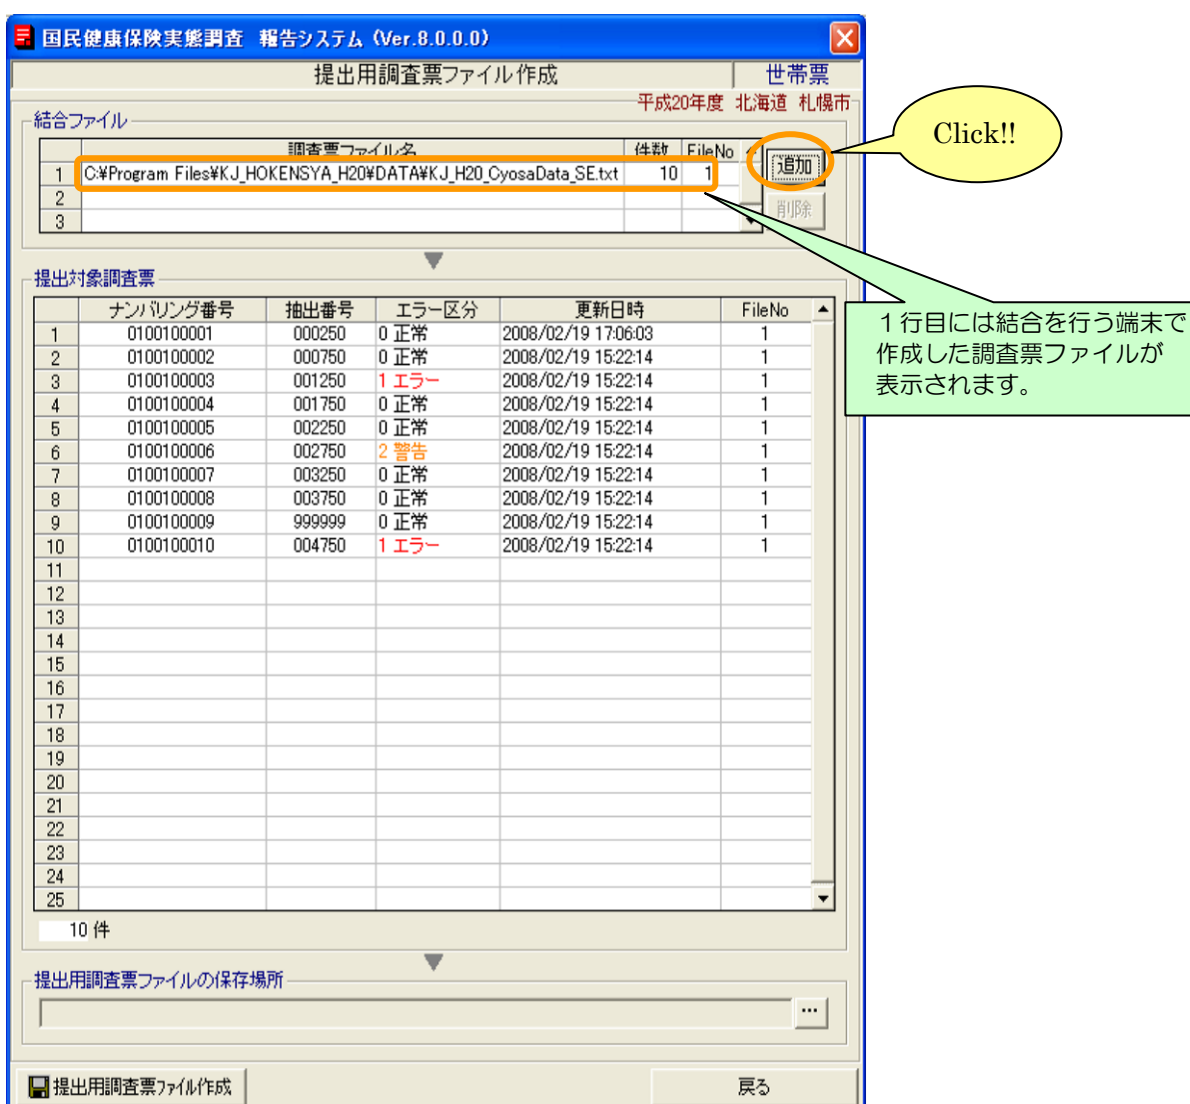 国民健康保険実態調査 報告システム (Ver.8.0.0.0)
提出用調査票ファイル作成 世帯票
平成20年度 北海道 札幌市
結合ファイル
調査票ファイル名 件数 FileNo
1 C:¥Program Files¥KJ_HOKENSYA_H20¥DATA¥KJ_H20_CyosaData_SE.txt 10 1
2
3
追加
削除
Click!!
1行目には結合を行う端末で
作成した調査票ファイルが
表示されます。
提出対象調査票
ナンバリング番号 抽出番号 エラー区分 更新日時 FileNo
1 0100100001 000250 0 正常 2008/02/19 17:06:03 1
2 0100100002 000750 0 正常 2008/02/19 15:22:14 1
3 0100100003 001250 1 エラー 2008/02/19 15:22:14 1
4 0100100004 001750 0 正常 2008/02/19 15:22:14 1
5 0100100005 002250 0 正常 2008/02/19 15:22:14 1
6 0100100006 002750 2 警告 2008/02/19 15:22:14 1
7 0100100007 003250 0 正常 2008/02/19 15:22:14 1
8 0100100008 003750 0 正常 2008/02/19 15:22:14 1
9 0100100009 999999 0 正常 2008/02/19 15:22:14 1
10 0100100010 004750 1 エラー 2008/02/19 15:22:14 1
11
12
13
14
15
16
17
18
19
20
21
22
23
24
25
10 件
提出用調査票ファイルの保存場所
...
提出用調査票ファイル作成 戻る